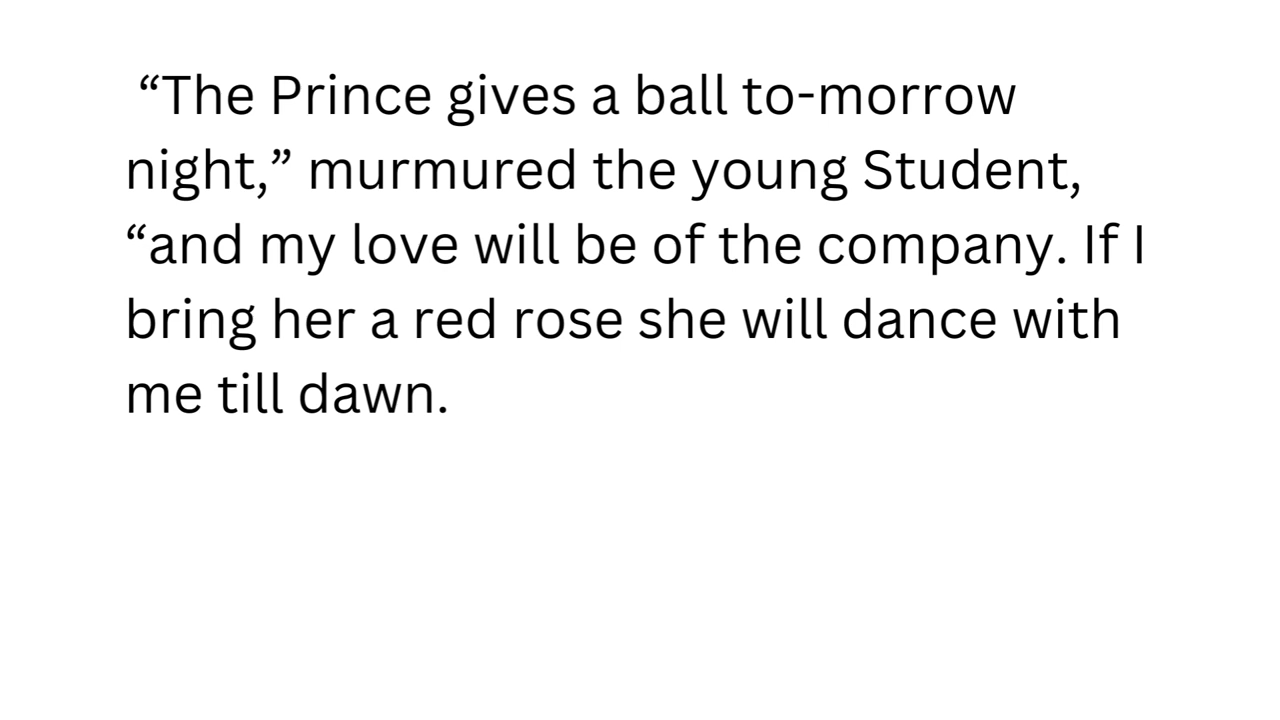 “The Prince gives a ball to-morrow
night,” murmured the young Student,
“and my love will be of the company. If I
bring her a red rose she will dance with
me till dawn.